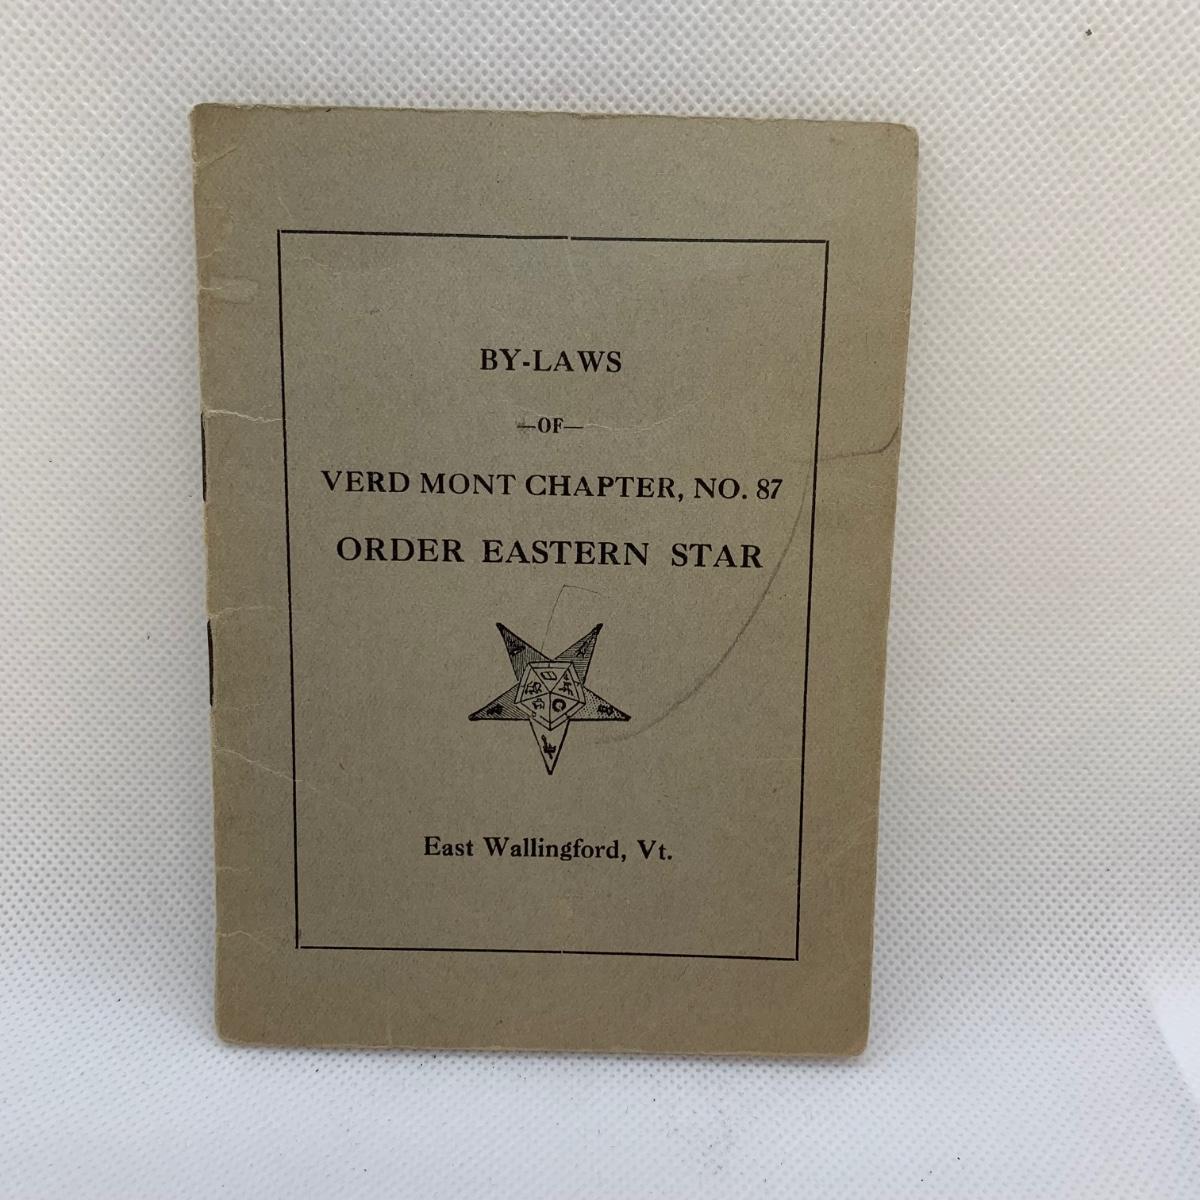 BY-LAWS
—OF—
VERD MONT CHAPTER, NO. 87
ORDER EASTERN STAR
C
East Wallingford, Vt.